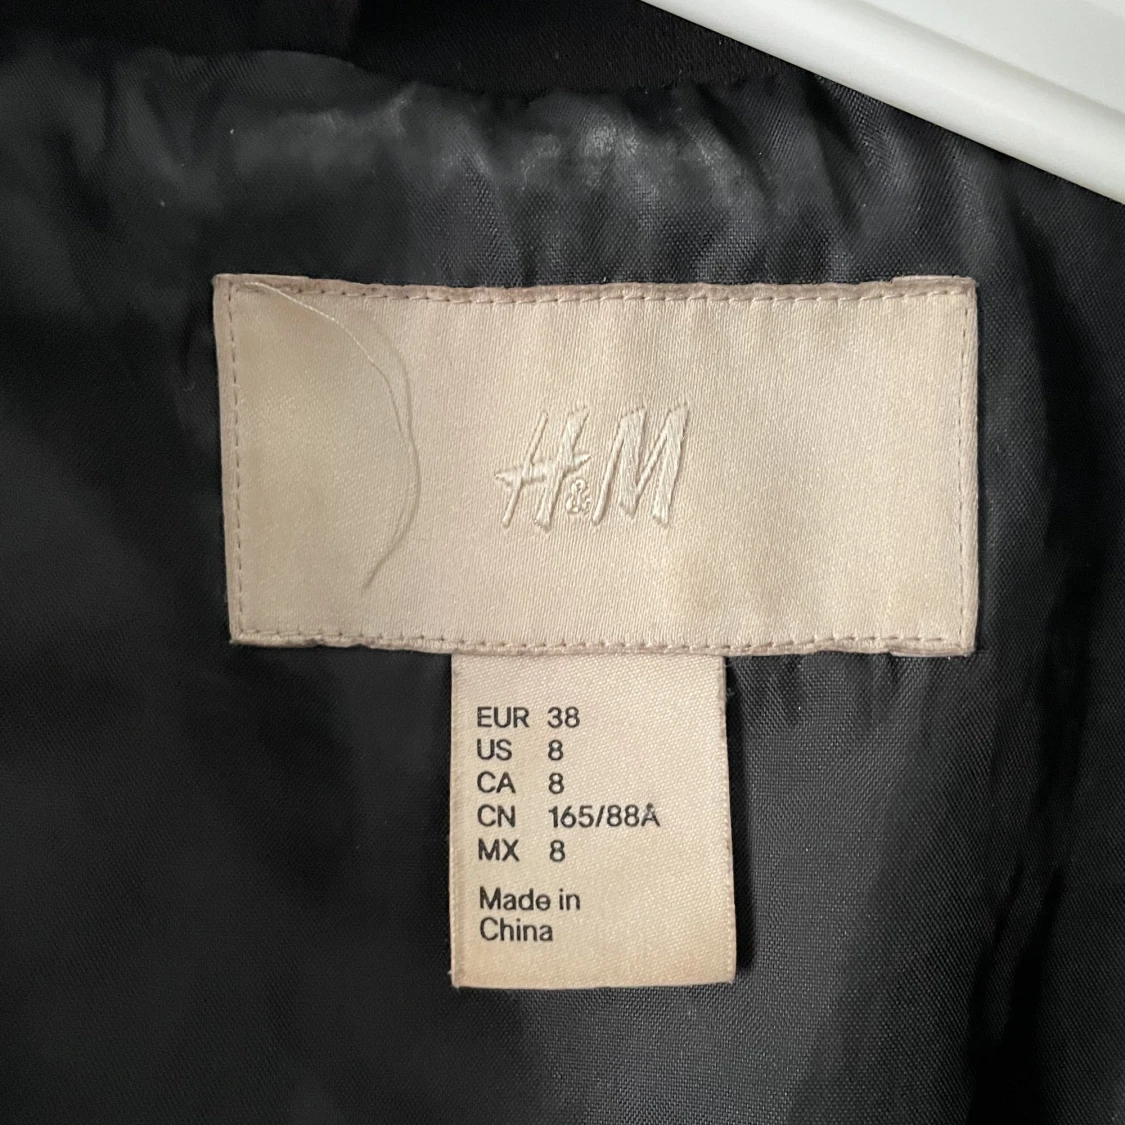 H&M
EUR 38
US 8
CA 8
CN 165/88A
MX 8
Made in
China